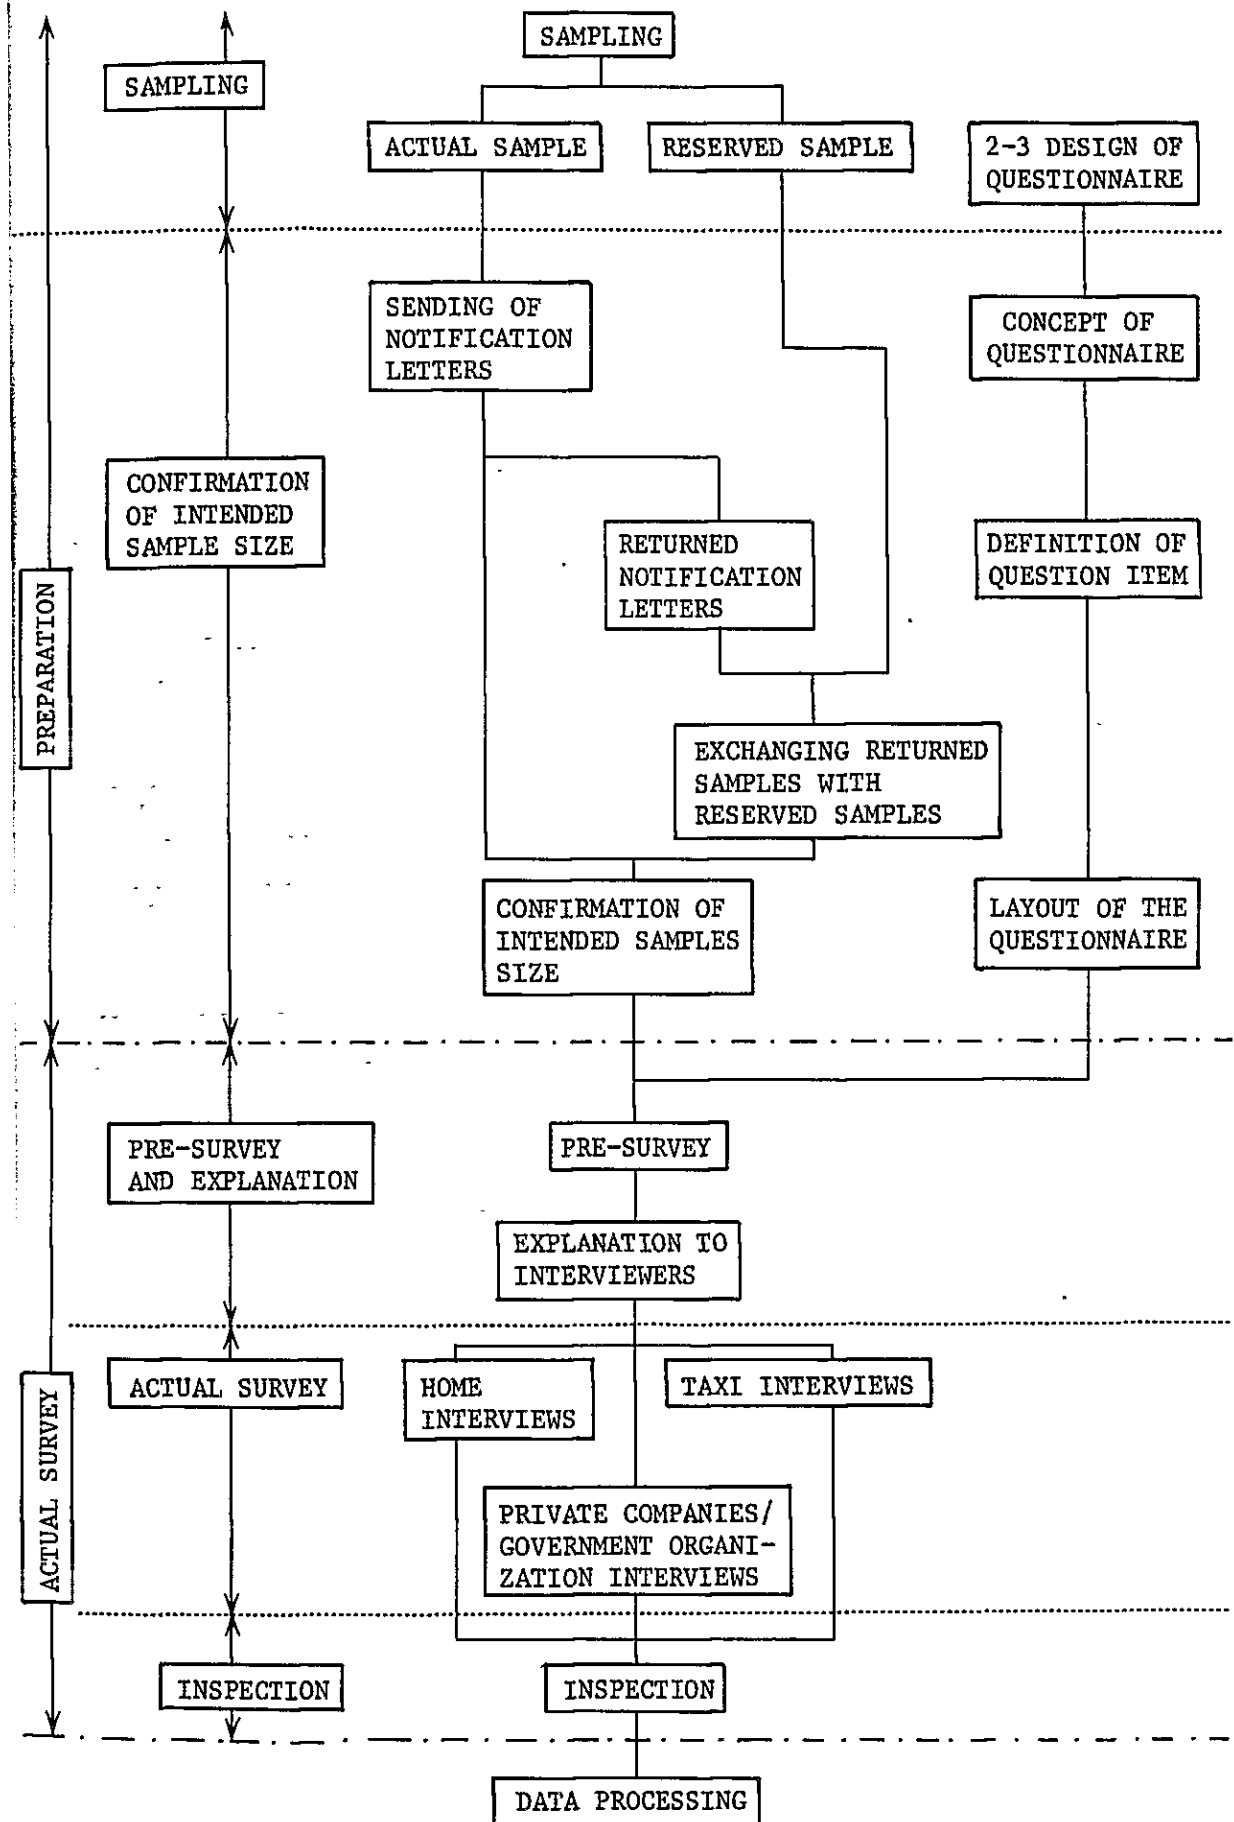 SAMPLING
SAMPLING
ACTUAL SAMPLE
RESERVED SAMPLE
2-3 DESIGN OF
QUESTIONNAIRE
SENDING OF
NOTIFICATION
LETTERS
CONCEPT OF
QUESTIONNAIRE
CONFIRMATION
OF INTENDED
SAMPLE SIZE
RETURNED
NOTIFICATION
LETTERS
DEFINITION OF
QUESTION ITEM
PREPARATION
EXCHANGING RETURNED
SAMPLES WITH
RESERVED SAMPLES
CONFIRMATION OF
INTENDED SAMPLES
SIZE
LAYOUT OF THE
QUESTIONNAIRE
PRE-SURVEY
AND EXPLANATION
PRE-SURVEY
EXPLANATION TO
INTERVIEWERS
ACTUAL SURVEY
ACTUAL SURVEY
HOME
INTERVIEWS
TAXI INTERVIEWS
PRIVATE COMPANIES/
GOVERNMENT ORGANI-
ZATION INTERVIEWS
INSPECTION
INSPECTION
DATA PROCESSING